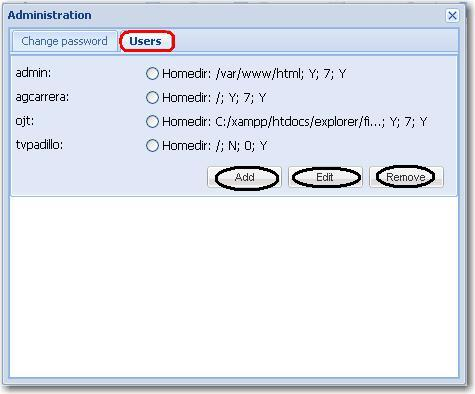 Administration
Change password Users
admin: Homedir: /var/www/html; Y; 7; Y
agcarrera: Homedir: /; Y; 7; Y
ojt: Homedir: C:/xampp/htdocs/explorer/fi...; Y; 7; Y
tvpadillo: Homedir: /; N; 0; Y
Add Edit Remove